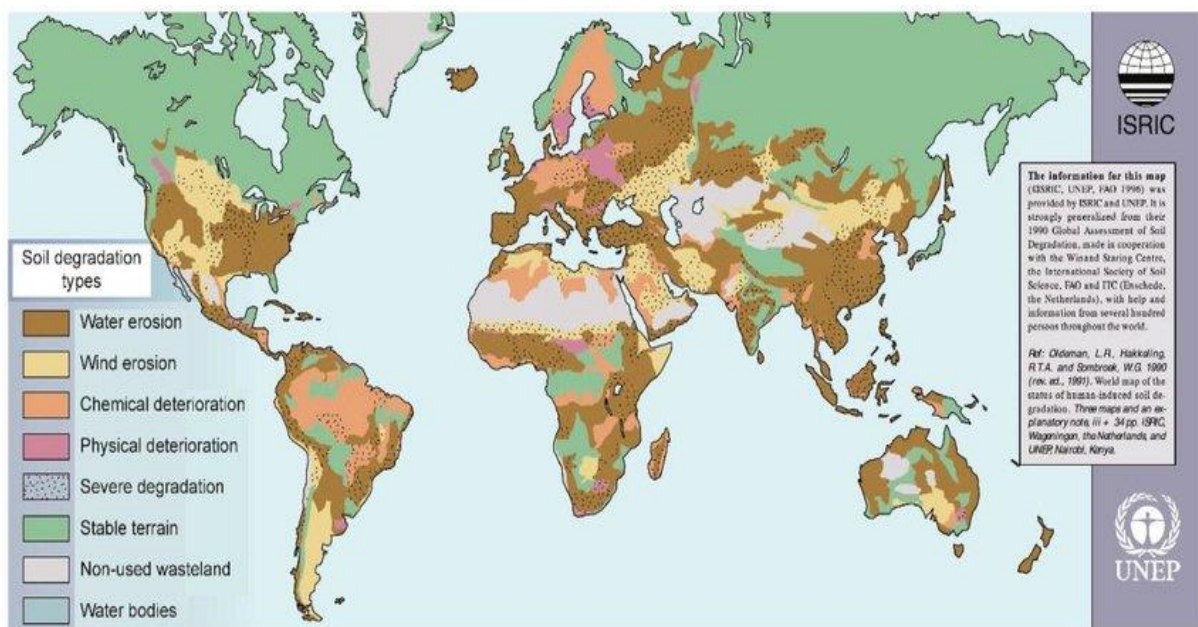 Soil degradation
types
Water erosion
Wind erosion
Chemical deterioration
Physical deterioration
Severe degradation
Stable terrain
Non-used wasteland
Water bodies
ISRIC
The information for this map
(GISRIC, UNEP, FAO 1996) was
provided by ISRIC and UNEP. It is
strongly generalized from their
1990 Global Assessment of Soil
Degradation, made in cooperation
with the Winand Staring Centre,
the International Society of Soil
Science, FAO and ITC (Enschede,
the Netherlands), with help and
information from several hundred
persons throughout the world.
Ref: Oldeman, L.R., Hakkeling,
R.T.A. and Sombroek, W.G. 1990
(rev. ed., 1991). World map of the
status of human-induced soil de-
gradation. Three maps and an ex-
planatory note, iii + 34 pp. ISRIC,
Wageningen, the Netherlands, and
UNEP, Nairobi, Kenya.
UNEP